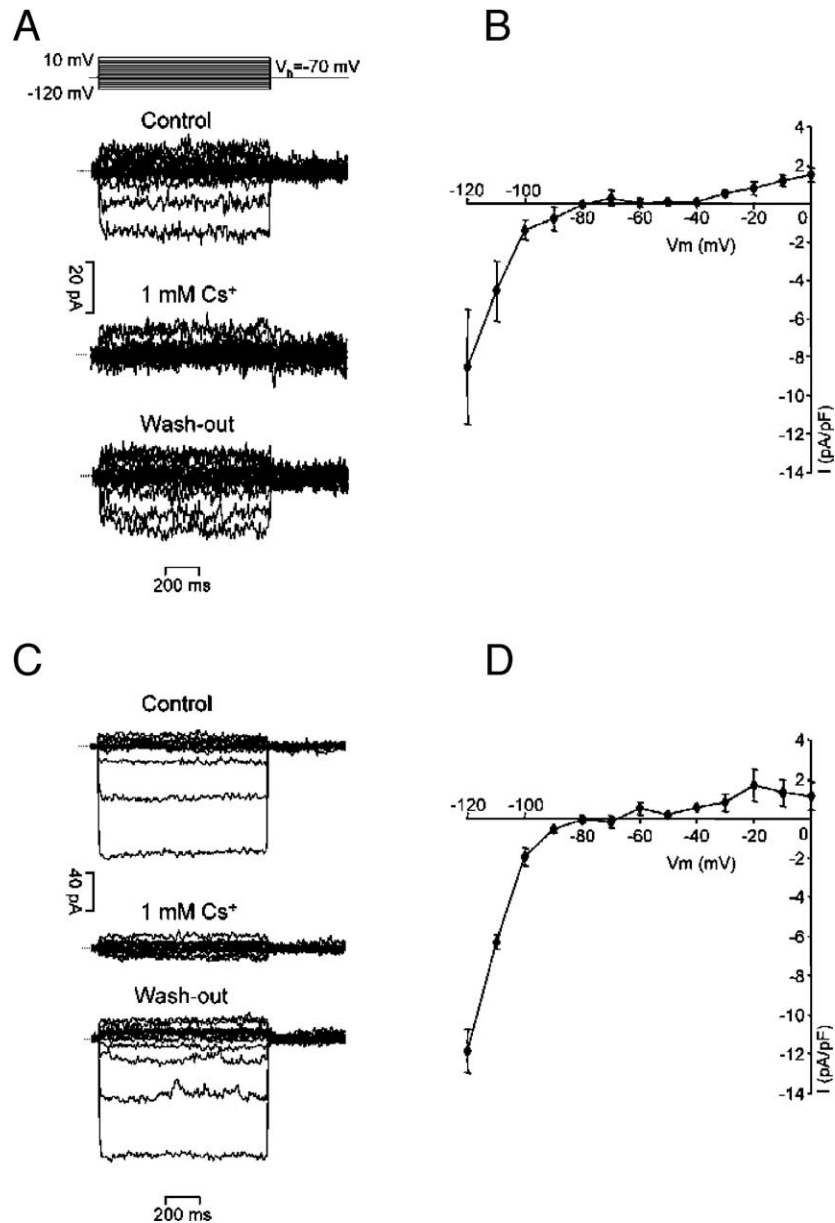 A
B
10 mV
Vh=-70 mV
-120 mV
Control
20 pA
1 mM Cs+
Wash-out
200 ms
4
2
-120
-100
-80
-60
-40
-20
0
Vm (mV)
-2
-4
-6
-8
-10
-12
-14
I (pA/pF)
C
D
Control
40 pA
1 mM Cs+
Wash-out
200 ms
4
2
-120
-100
-80
-60
-40
-20
0
Vm (mV)
-2
-4
-6
-8
-10
-12
-14
I (pA/pF)